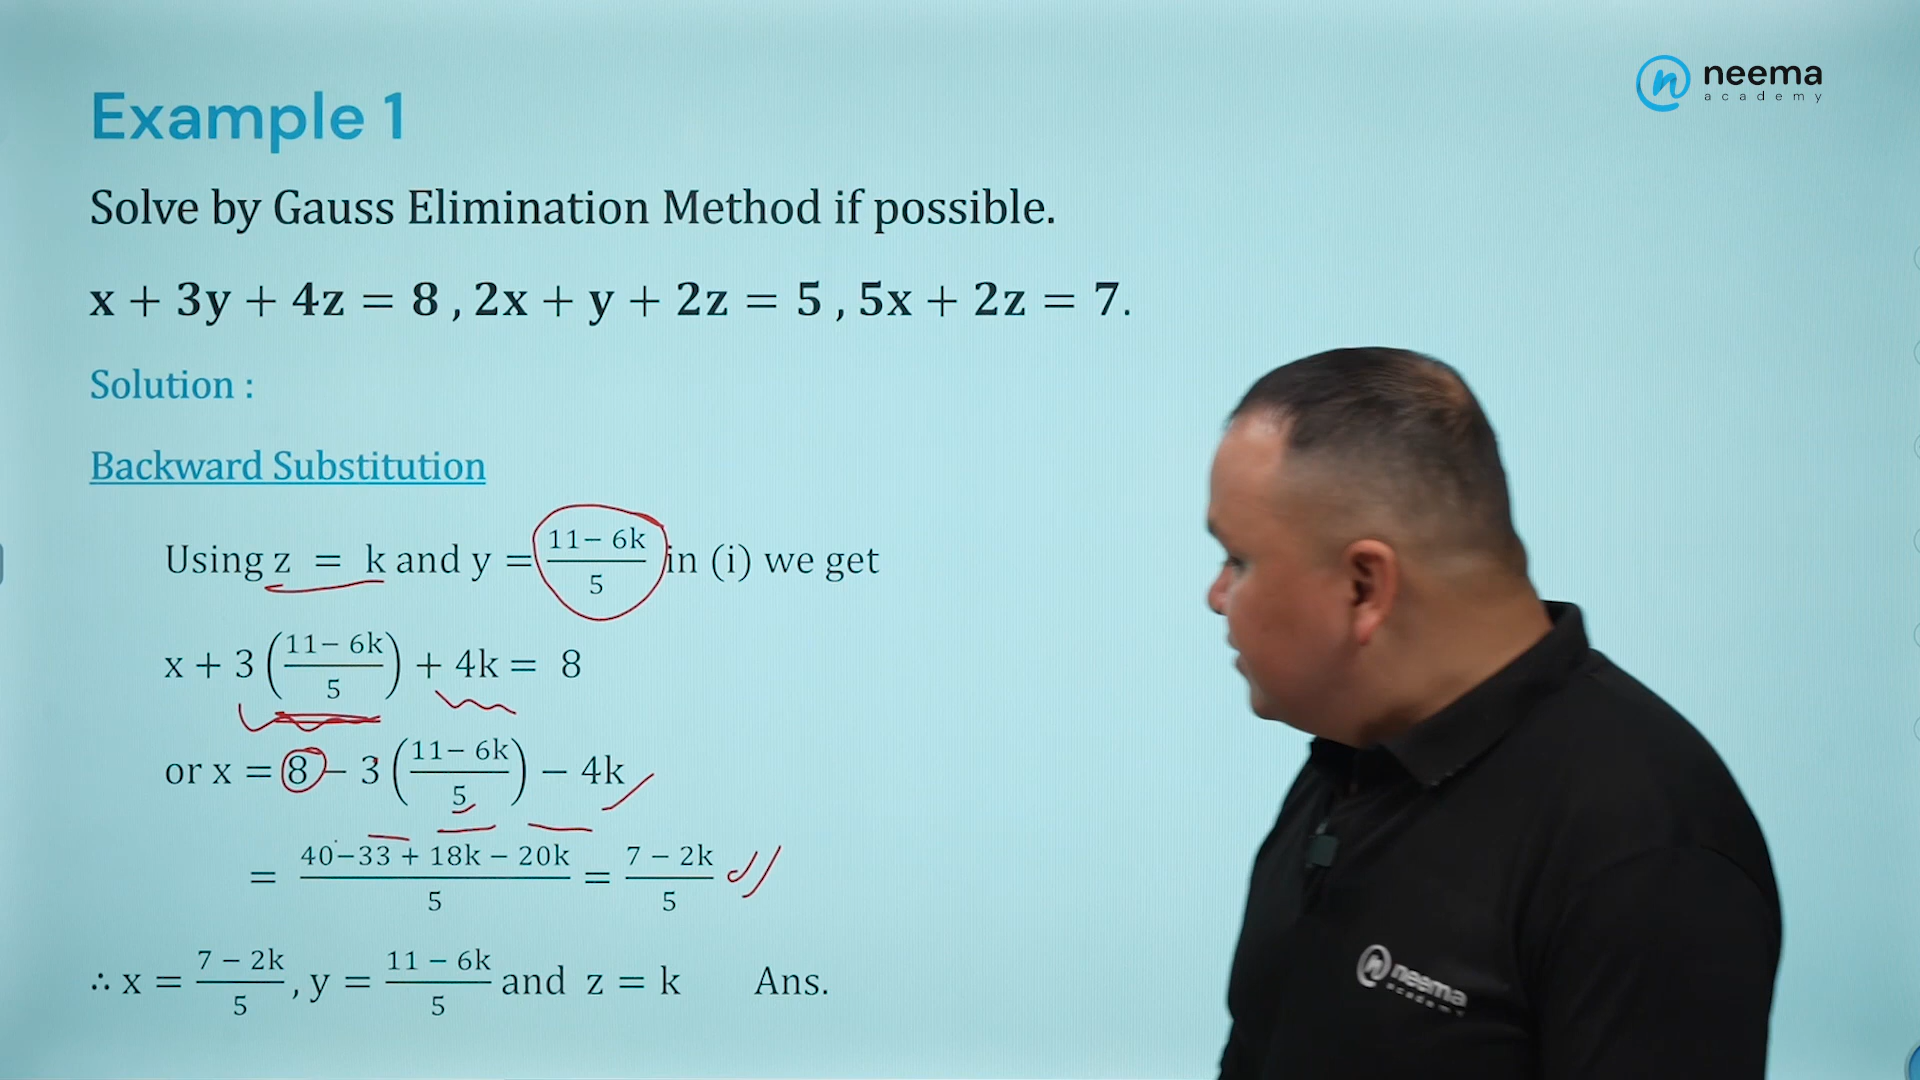 neema
academy
Example 1
Solve by Gauss Elimination Method if possible.
x + 3y + 4z = 8 , 2x + y + 2z = 5 , 5x + 2z = 7.
Solution :
Backward Substitution
Using z = k and y = (11− 6k)/5 in (i) we get
x + 3 ((11− 6k)/5) + 4k = 8
or x = 8 − 3 ((11− 6k)/5) − 4k
= (40−33 + 18k − 20k)/5 = (7 − 2k)/5
∴ x = (7 − 2k)/5 , y = (11 − 6k)/5 and z = k Ans.
neema
academy